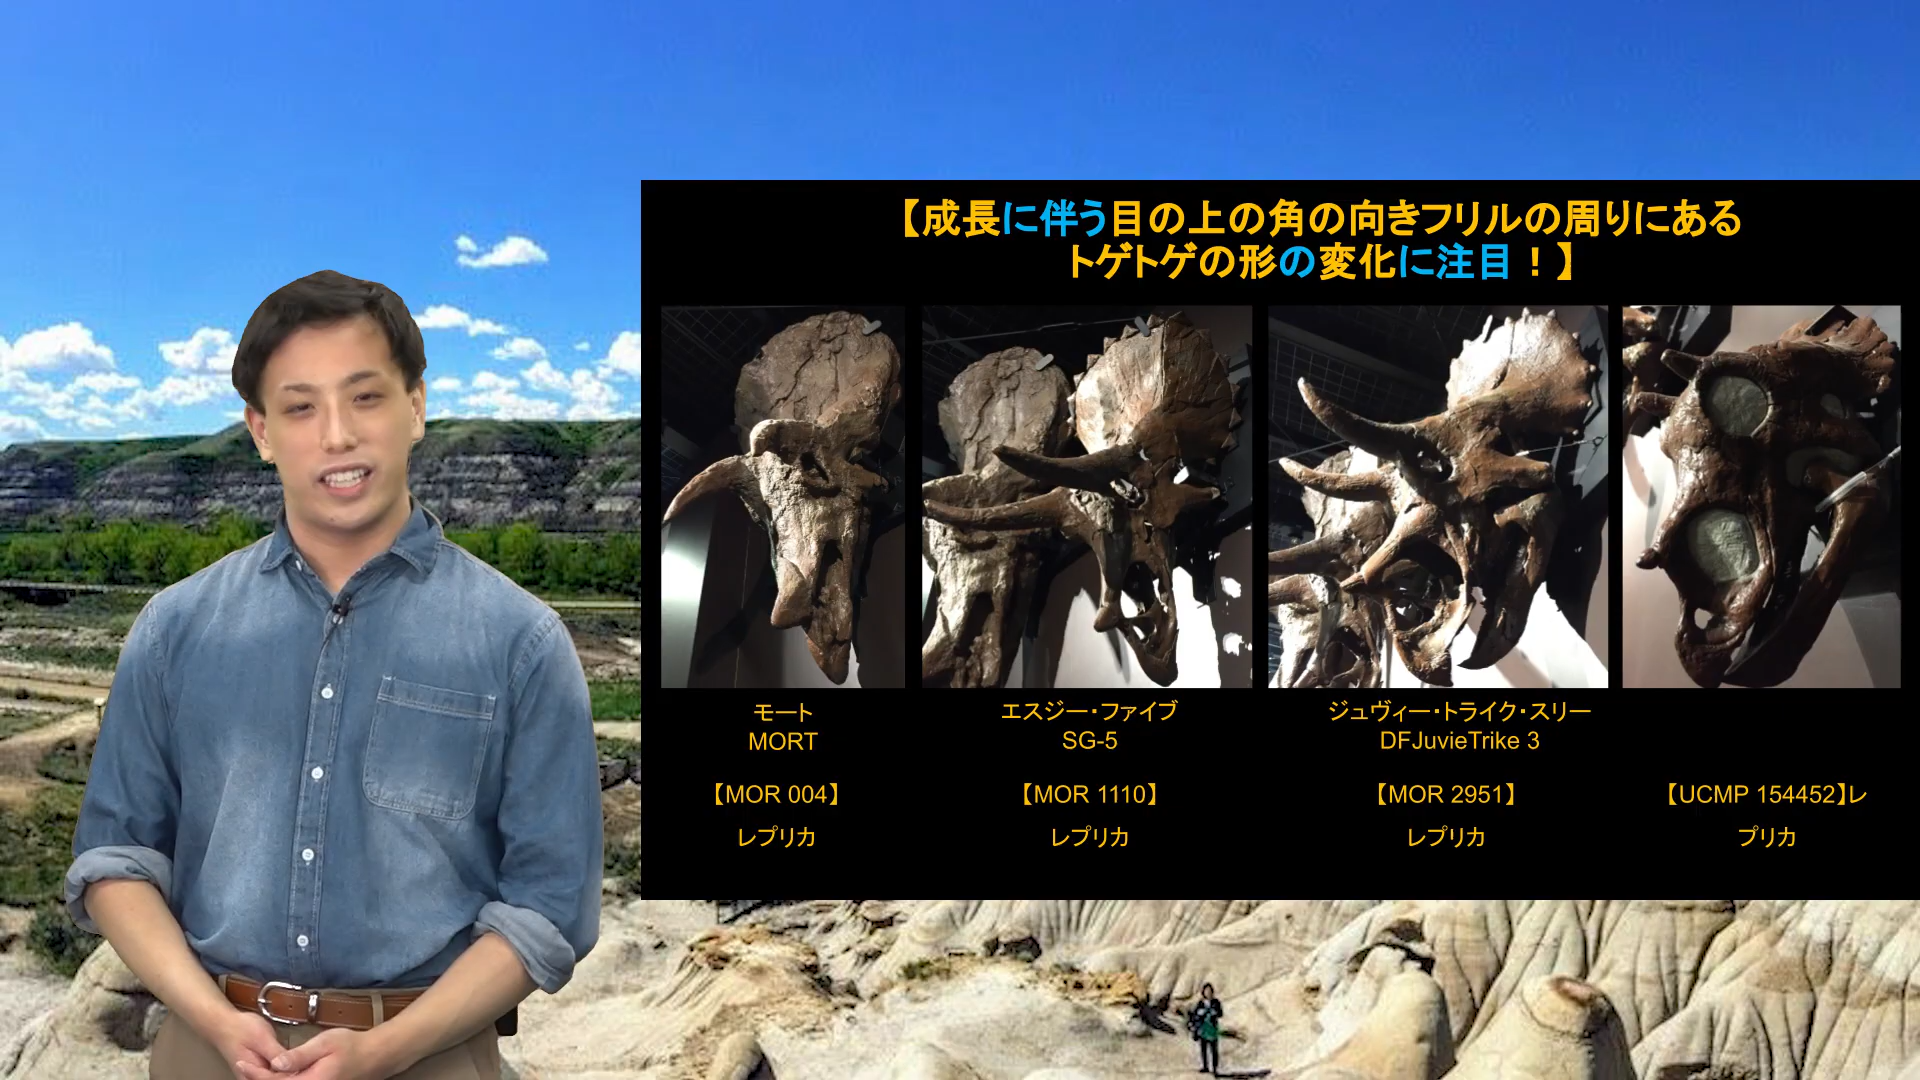 【成長に伴う目の上の角の向きフリルの周りにある
トゲトゲの形の変化に注目！】
モート
MORT
【MOR 004】
レプリカ
エスジー・ファイブ
SG-5
【MOR 1110】
レプリカ
ジュヴィー・トライク・スリー
DFJuvieTrike 3
【MOR 2951】
レプリカ
【UCMP 154452】レ
プリカ